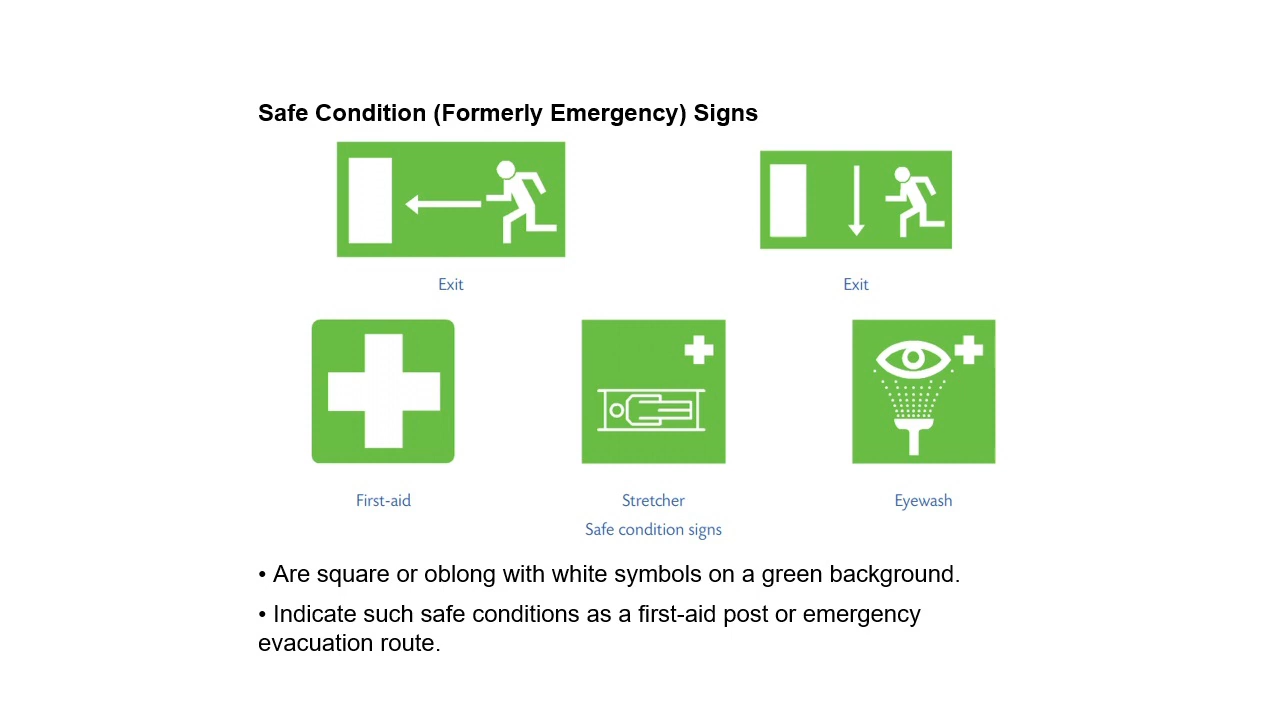 Safe Condition (Formerly Emergency) Signs
Exit
Exit
First-aid
Stretcher
Eyewash
Safe condition signs
• Are square or oblong with white symbols on a green background.
• Indicate such safe conditions as a first-aid post or emergency
evacuation route.